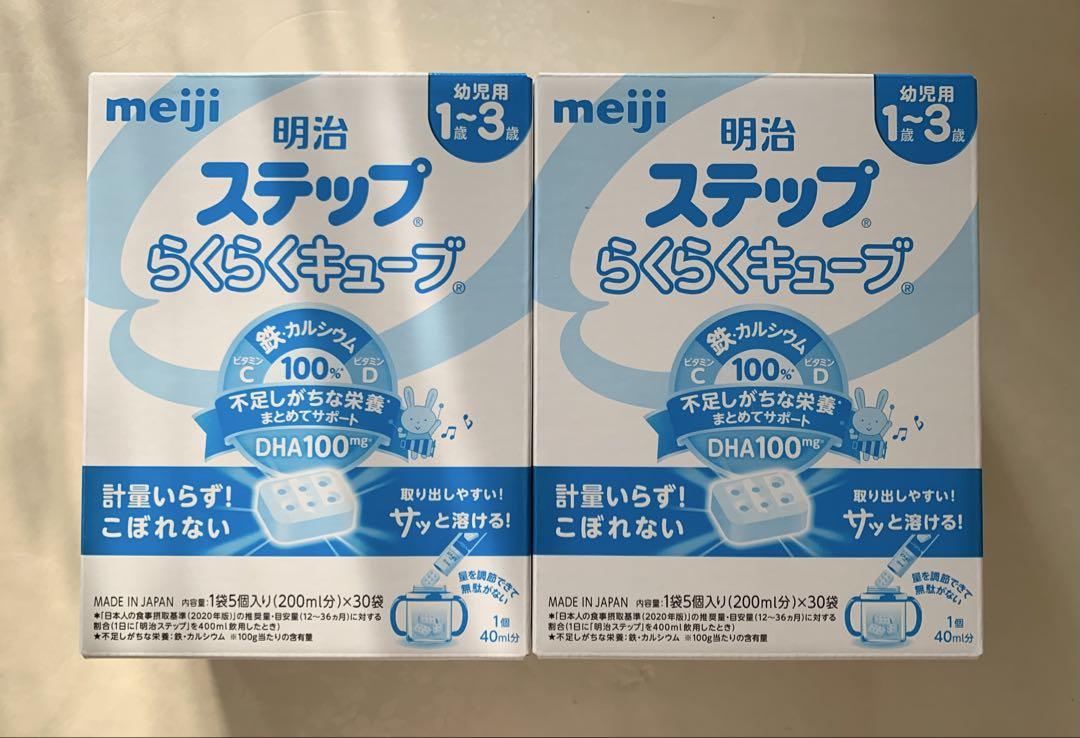 meiji
幼児用
1歳〜3歳
明治
ステップ®
らくらくキューブ®
鉄・カルシウム
ビタミンC 100%* ビタミンD
不足しがちな栄養★
まとめてサポート
DHA100mg※
計量いらず!
こぼれない
取り出しやすい!
サッと溶ける!
量を調節できて
無駄がない
MADE IN JAPAN 内容量:1袋5個入り(200ml分)×30袋
*「日本人の食事摂取基準(2020年版)」の推奨量・目安量(12〜36ヵ月)に対する
割合(1日に「明治ステップ」を400ml飲用したとき)
★不足しがちな栄養:鉄・カルシウム ※100g当たりの含有量
1個
40ml分
meiji
幼児用
1歳〜3歳
明治
ステップ®
らくらくキューブ®
鉄・カルシウム
ビタミンC 100%* ビタミンD
不足しがちな栄養★
まとめてサポート
DHA100mg※
計量いらず!
こぼれない
取り出しやすい!
サッと溶ける!
量を調節できて
無駄がない
MADE IN JAPAN 内容量:1袋5個入り(200ml分)×30袋
*「日本人の食事摂取基準(2020年版)」の推奨量・目安量(12〜36ヵ月)に対する
割合(1日に「明治ステップ」を400ml飲用したとき)
★不足しがちな栄養:鉄・カルシウム ※100g当たりの含有量
1個
40ml分